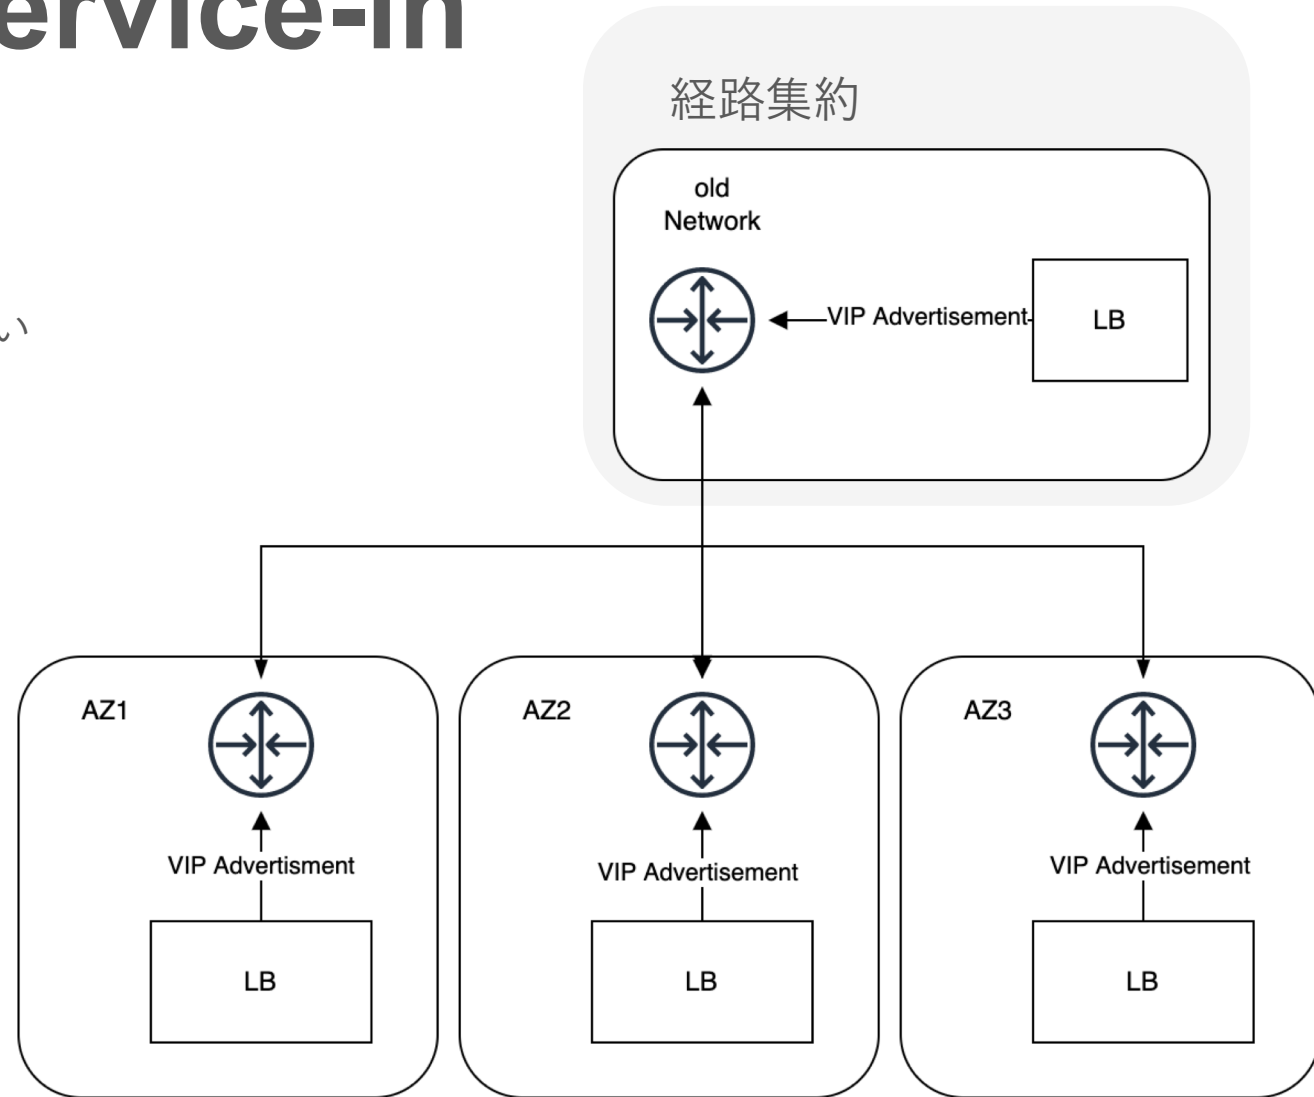 ervice-in
経路集約
old
Network
VIP Advertisement
LB
い
AZ1
AZ2
AZ3
VIP Advertisment
VIP Advertisement
VIP Advertisement
LB
LB
LB